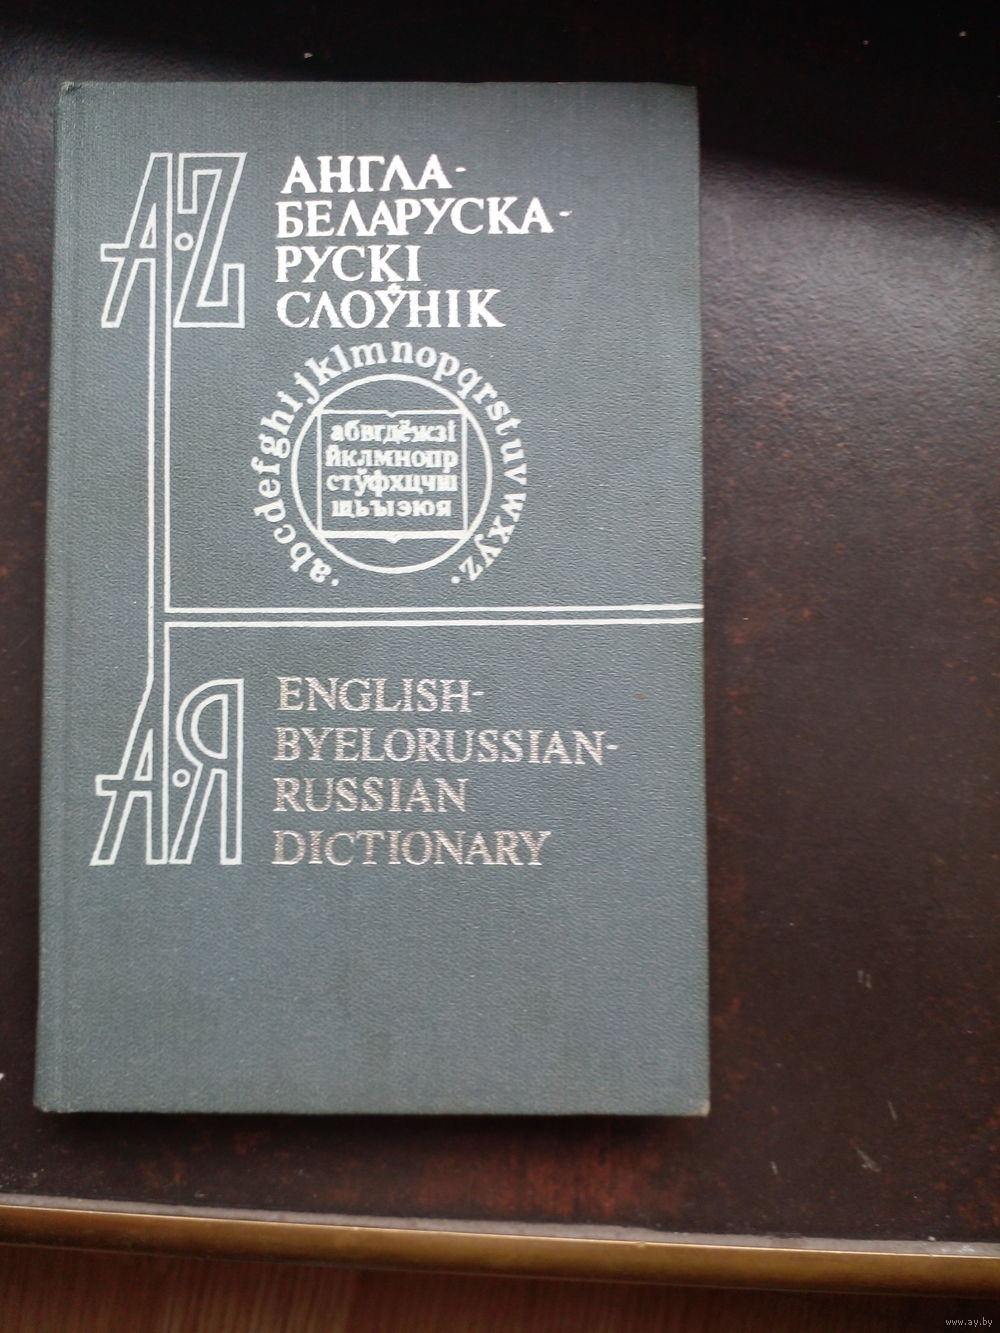 A·Z
АНГЛА-
БЕЛАРУСКА-
РУСКІ
СЛОЎНІК
·abcdefghijklmnopqrstuvwxyz·
абвгдёжзі
йклмнопр
стўфхцчш
щьъыэюя
А·Я
ENGLISH-
BYELORUSSIAN-
RUSSIAN
DICTIONARY
www.ay.by